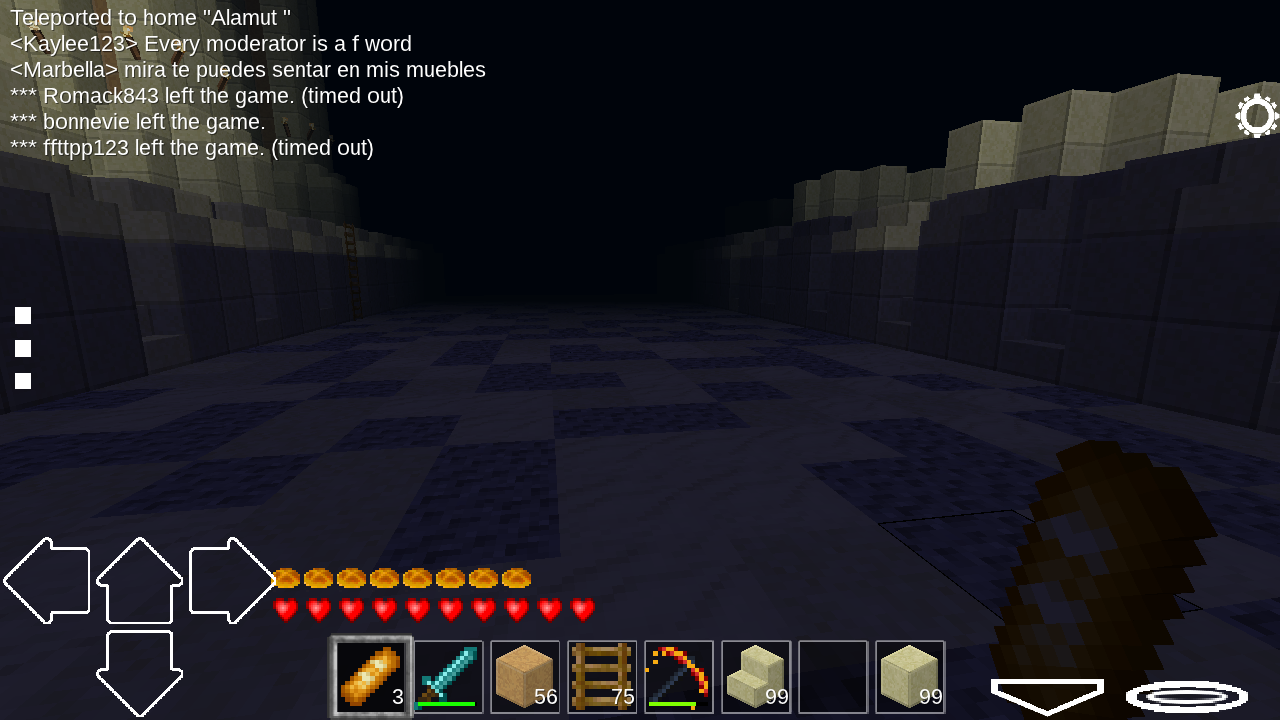 Teleported to home "Alamut "
<Kaylee123> Every moderator is a f word
<Marbella> mira te puedes sentar en mis muebles
*** Romack843 left the game. (timed out)
*** bonnevie left the game.
*** ffttpp123 left the game. (timed out)
3 56 75 99 99